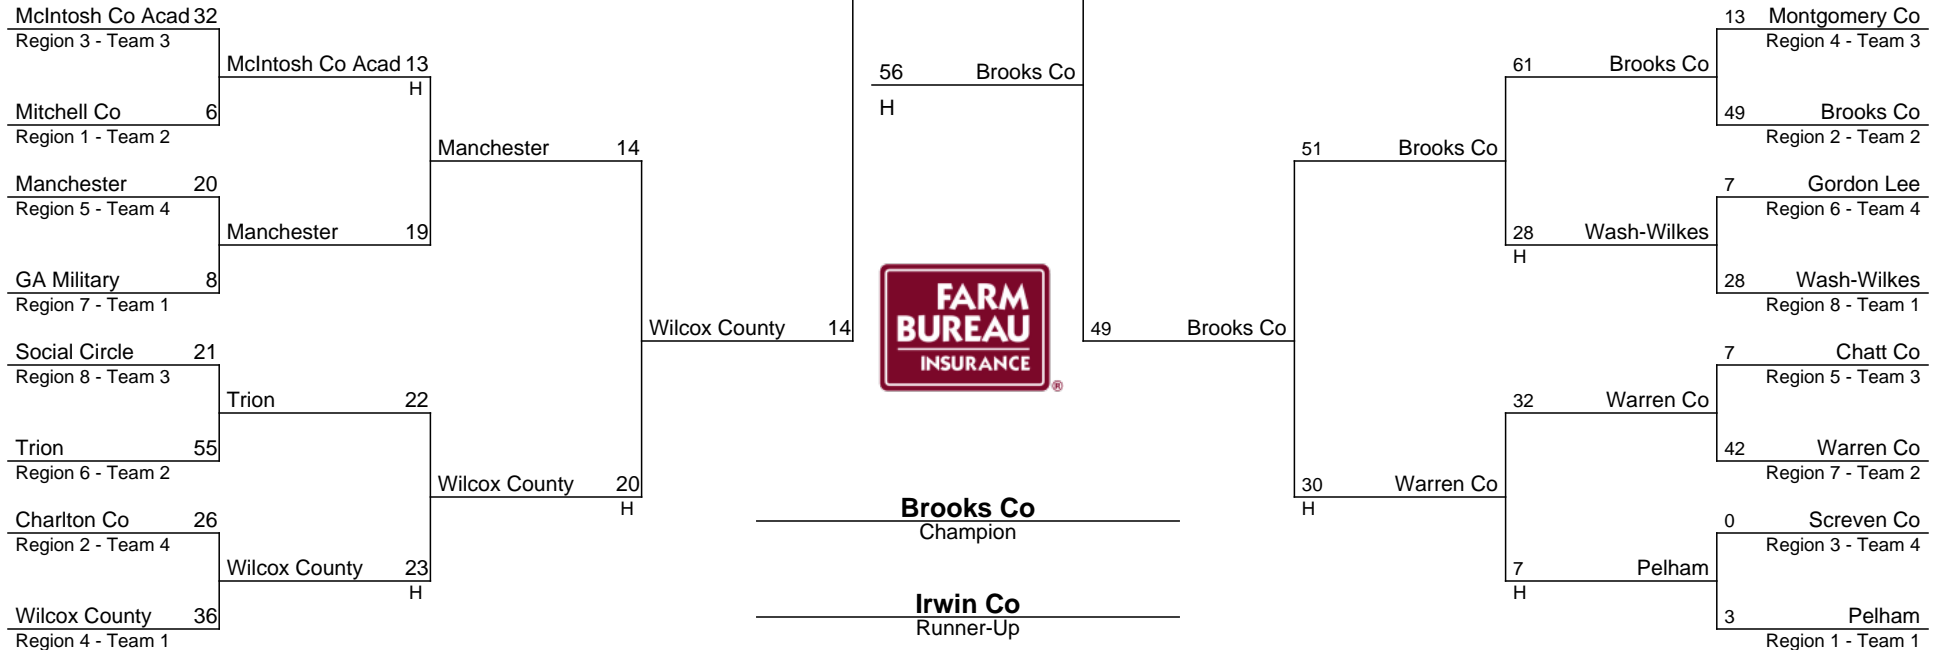 McIntosh Co Acad 32
Region 3 - Team 3
McIntosh Co Acad 13
H
Mitchell Co 6
Region 1 - Team 2
Manchester 14
Manchester 20
Region 5 - Team 4
Manchester 19
GA Military 8
Region 7 - Team 1
Wilcox County 14
Social Circle 21
Region 8 - Team 3
Trion 22
Trion 55
Region 6 - Team 2
Wilcox County 20
H
Charlton Co 26
Region 2 - Team 4
Wilcox County 23
H
Wilcox County 36
Region 4 - Team 1
56 Brooks Co
H
FARM
BUREAU
INSURANCE
®
Brooks Co
Champion
Irwin Co
Runner-Up
13 Montgomery Co
Region 4 - Team 3
61 Brooks Co
49 Brooks Co
Region 2 - Team 2
51 Brooks Co
7 Gordon Lee
Region 6 - Team 4
28 Wash-Wilkes
H
28 Wash-Wilkes
Region 8 - Team 1
49 Brooks Co
7 Chatt Co
Region 5 - Team 3
32 Warren Co
42 Warren Co
Region 7 - Team 2
30 Warren Co
H
0 Screven Co
Region 3 - Team 4
7 Pelham
H
3 Pelham
Region 1 - Team 1